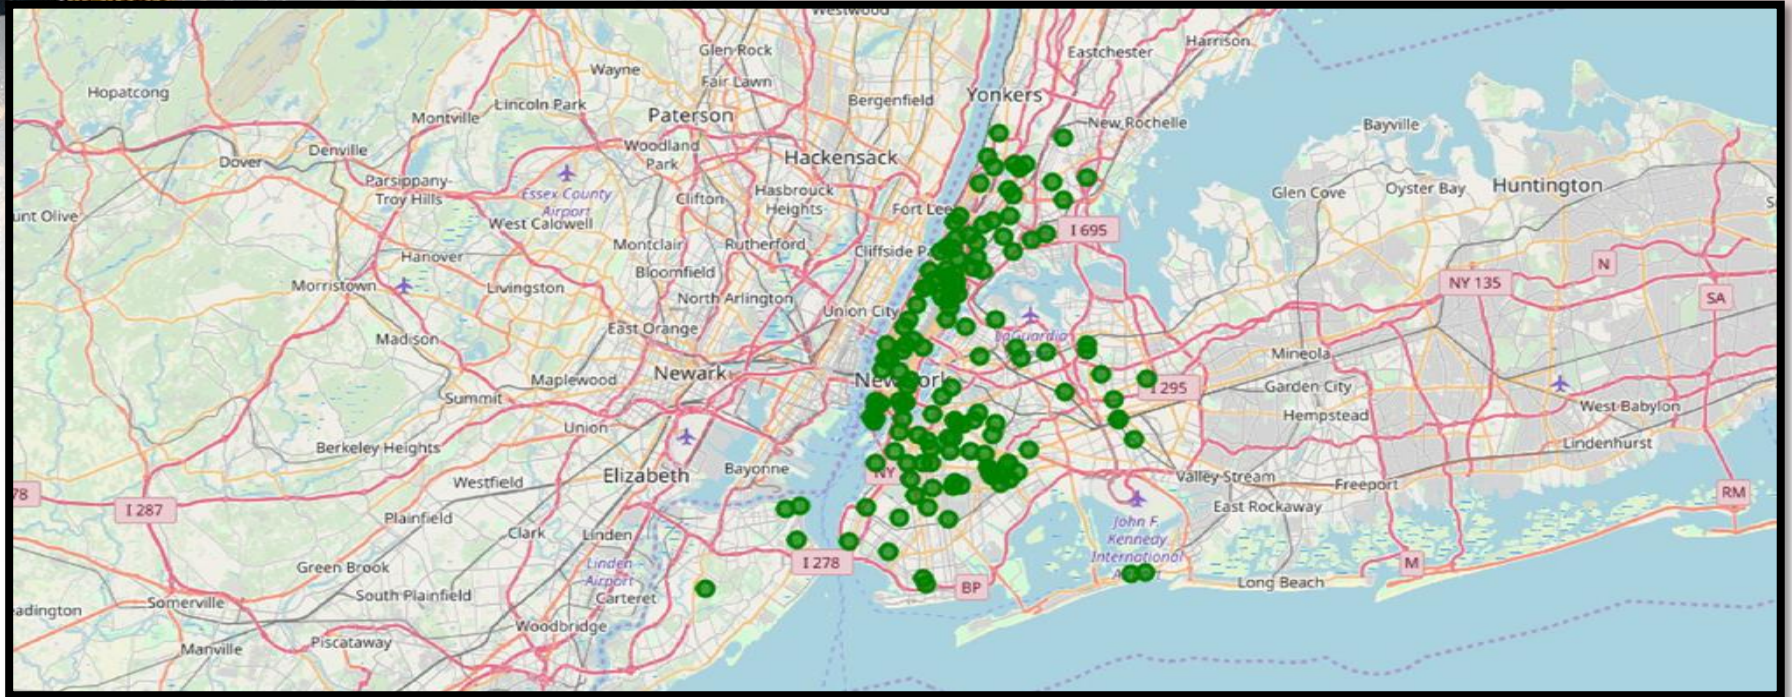 Westwood
Glen Rock
Eastchester
Harrison
Wayne
Fair Lawn
Hopatcong
Lincoln Park
Bergenfield
Yonkers
Montville
Paterson
New Rochelle
Bayville
Denville
Woodland
Park
Hackensack
Dover
Parsippany-
Troy Hills
Essex County
Airport
Clifton
Hasbrouck
Heights
Glen Cove
Oyster Bay
Huntington
unt Olive
West Caldwell
Fort Lee
I 695
Montclair
Rutherford
Cliffside P
Hanover
Bloomfield
N
Morristown
Livingston
North Arlington
NY 135
SA
Union City
East Orange
LaGuardia
Madison
Mineola
Maplewood
Newark
New York
I 295
Garden City
Summit
West Babylon
Union
Hempstead
Berkeley Heights
Lindenhurst
Elizabeth
Bayonne
NY
Valley Stream
Freeport
Westfield
78
I 287
RM
East Rockaway
Plainfield
Clark
Linden
John F.
Kennedy
International
Green Brook
I 278
M
Linden
Airport
Carteret
BP
Long Beach
South Plainfield
Somerville
adington
Woodbridge
Piscataway
Manville